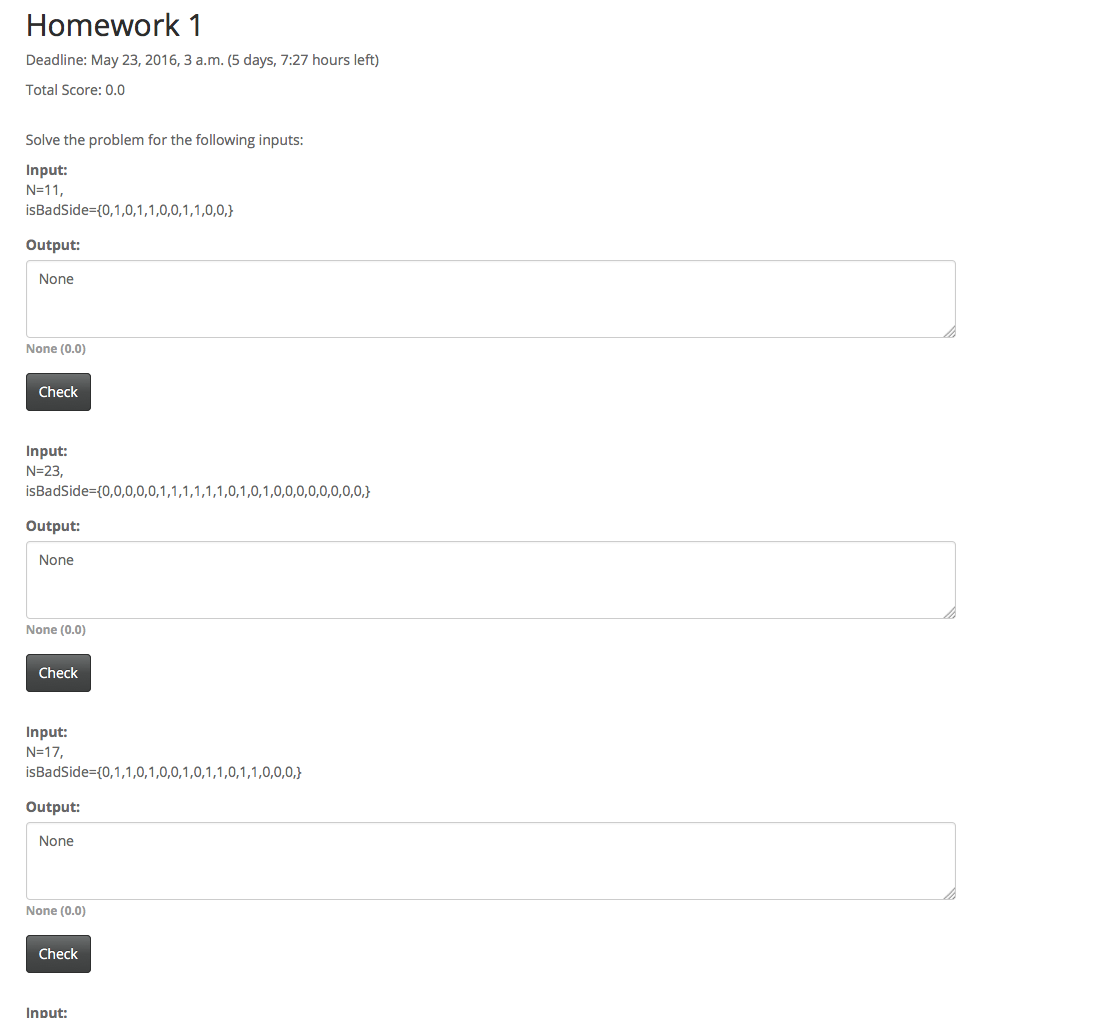 Homework 1
Deadline: May 23, 2016, 3 a.m. (5 days, 7:27 hours left)
Total Score: 0.0
Solve the problem for the following inputs:
Input:
N=11,
isBadSide={0,1,0,1,1,0,0,1,1,0,0,}
Output:
None
None (0.0)
Check
Input:
N=23,
isBadSide={0,0,0,0,0,1,1,1,1,1,1,0,1,0,1,0,0,0,0,0,0,0,0,}
Output:
None
None (0.0)
Check
Input:
N=17,
isBadSide={0,1,1,0,1,0,0,1,0,1,1,0,1,1,0,0,0,}
Output:
None
None (0.0)
Check
Input: